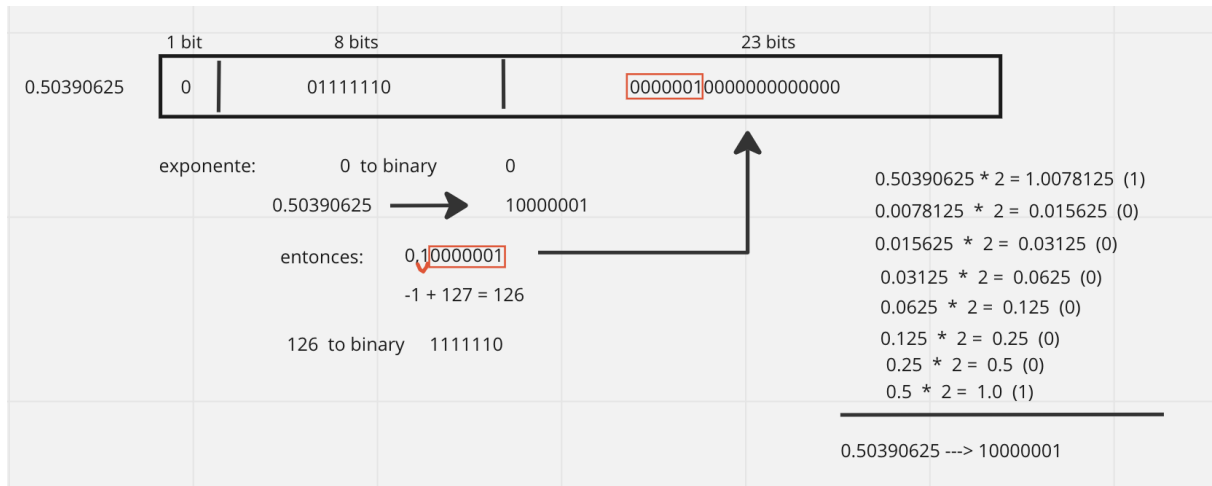 1 bit 8 bits 23 bits
0.50390625 0 01111110 00000010000000000000
exponente: 0 to binary 0
0.50390625 10000001
entonces: 0,10000001
-1 + 127 = 126
126 to binary 1111110
0.50390625 * 2 = 1.0078125 (1)
0.0078125 * 2 = 0.015625 (0)
0.015625 * 2 = 0.03125 (0)
0.03125 * 2 = 0.0625 (0)
0.0625 * 2 = 0.125 (0)
0.125 * 2 = 0.25 (0)
0.25 * 2 = 0.5 (0)
0.5 * 2 = 1.0 (1)
0.50390625 ---> 10000001